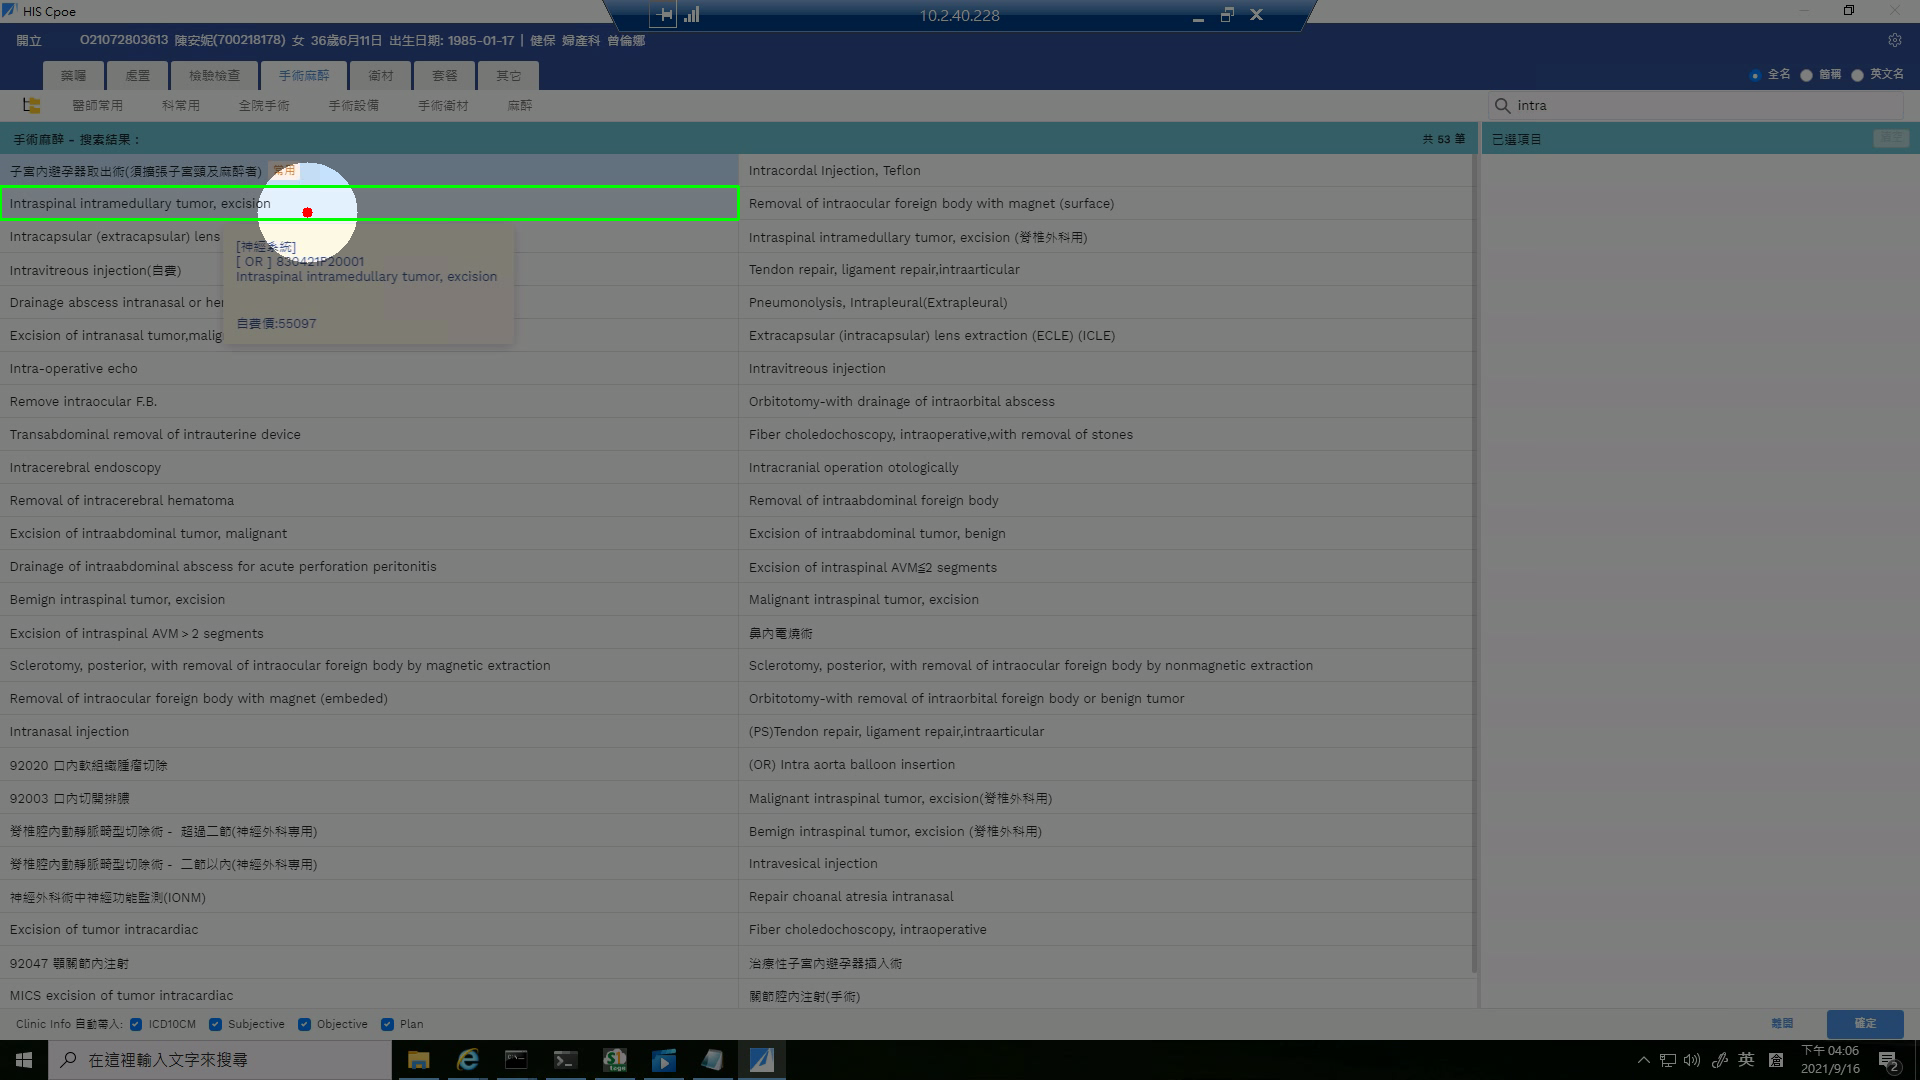 HIS Cpoe
10.2.40.228
開立 O21072803613 陳安妮(700218178) 女 36歲6月11日 出生日期: 1985-01-17 | 健保 婦產科 曾倫娜
藥囑 處置 檢驗檢查 手術麻醉 衛材 套餐 其它
全名 簡稱 英文名
醫師常用 科常用 全院手術 手術設備 手術衛材 麻醉
intra
手術麻醉 - 搜索結果：
共 53 筆
已選項目
清空
子宮內避孕器取出術(須擴張子宮頸及麻醉者) 常用
Intracordal Injection, Teflon
Intraspinal intramedullary tumor, excision
Removal of intraocular foreign body with magnet (surface)
Intracapsular (extracapsular) lens
Intraspinal intramedullary tumor, excision (脊椎外科用)
[神經系統]
[ OR ] 830421P20001
Intraspinal intramedullary tumor, excision
自費價:55097
Intravitreous injection(自費)
Tendon repair, ligament repair,intraarticular
Drainage abscess intranasal or he
Pneumonolysis, Intrapleural(Extrapleural)
Excision of intranasal tumor,malig
Extracapsular (intracapsular) lens extraction (ECLE) (ICLE)
Intra-operative echo
Intravitreous injection
Remove intraocular F.B.
Orbitotomy-with drainage of intraorbital abscess
Transabdominal removal of intrauterine device
Fiber choledochoscopy, intraoperative,with removal of stones
Intracerebral endoscopy
Intracranial operation otologically
Removal of intracerebral hematoma
Removal of intraabdominal foreign body
Excision of intraabdominal tumor, malignant
Excision of intraabdominal tumor, benign
Drainage of intraabdominal abscess for acute perforation peritonitis
Excision of intraspinal AVM≦2 segments
Bemign intraspinal tumor, excision
Malignant intraspinal tumor, excision
Excision of intraspinal AVM＞2 segments
鼻內電燒術
Sclerotomy, posterior, with removal of intraocular foreign body by magnetic extraction
Sclerotomy, posterior, with removal of intraocular foreign body by nonmagnetic extraction
Removal of intraocular foreign body with magnet (embeded)
Orbitotomy-with removal of intraorbital foreign body or benign tumor
Intranasal injection
(PS)Tendon repair, ligament repair,intraarticular
92020 口內軟組織腫瘤切除
(OR) Intra aorta balloon insertion
92003 口內切開排膿
Malignant intraspinal tumor, excision(脊椎外科用)
脊椎腔內動靜脈畸型切除術－ 超過二節(神經外科專用)
Bemign intraspinal tumor, excision (脊椎外科用)
脊椎腔內動靜脈畸型切除術－ 二節以內(神經外科專用)
Intravesical injection
神經外科術中神經功能監測(IONM)
Repair choanal atresia intranasal
Excision of tumor intracardiac
Fiber choledochoscopy, intraoperative
92047 顎關節內注射
治療性子宮內避孕器插入術
MICS excision of tumor intracardiac
關節腔內注射(手術)
Clinic Info 自動帶入: ICD10CM Subjective Objective Plan
離開
確定
在這裡輸入文字來搜尋
英
下午 04:06
2021/9/16
2